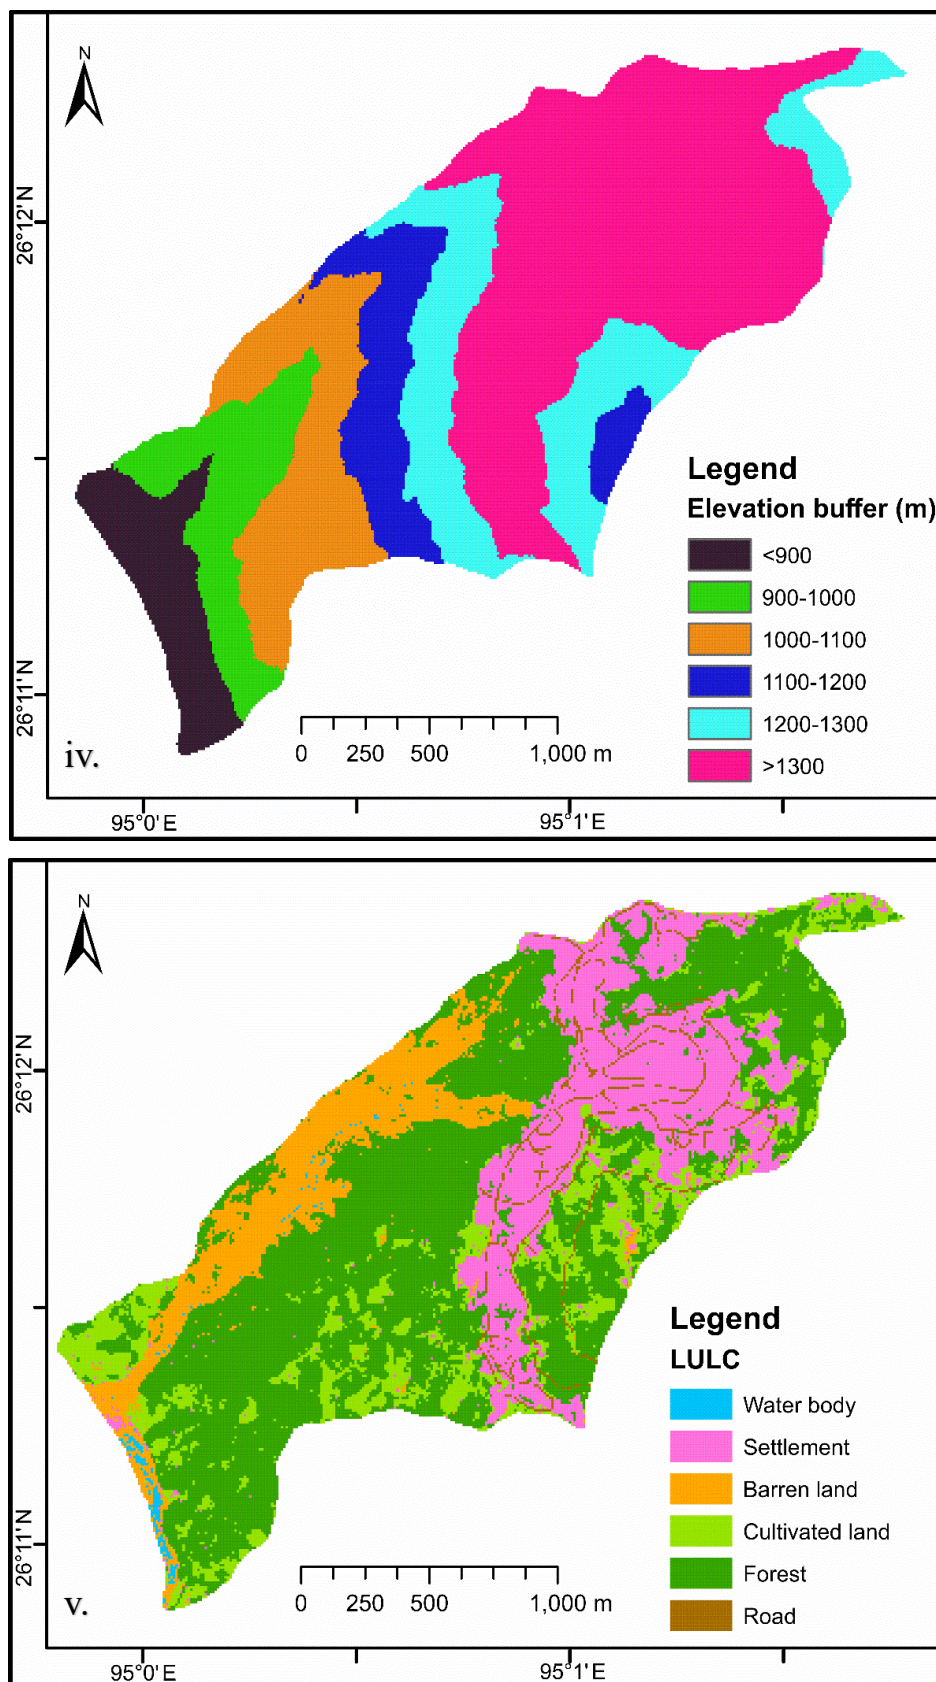 N
26°12'N
Legend
Elevation buffer (m)
<900
900-1000
1000-1100
1100-1200
1200-1300
>1300
26°11'N
0 250 500 1,000 m
iv.
95°0'E 95°1'E
N
26°12'N
Legend
LULC
Water body
Settlement
Barren land
Cultivated land
Forest
Road
26°11'N
0 250 500 1,000 m
v.
95°0'E 95°1'E